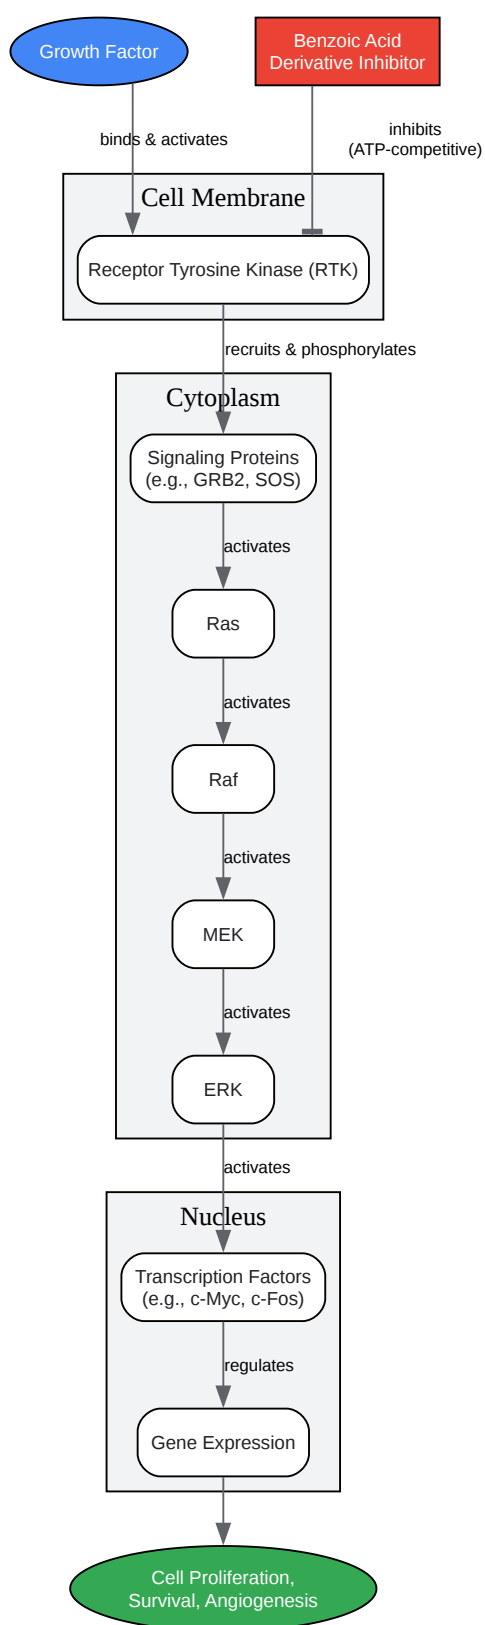 Growth Factor
Benzoic Acid
Derivative Inhibitor
binds & activates
inhibits
(ATP-competitive)
Cell Membrane
Receptor Tyrosine Kinase (RTK)
recruits & phosphorylates
Cytoplasm
Signaling Proteins
(e.g., GRB2, SOS)
activates
Ras
activates
Raf
activates
MEK
activates
ERK
activates
Nucleus
Transcription Factors
(e.g., c-Myc, c-Fos)
regulates
Gene Expression
Cell Proliferation,
Survival, Angiogenesis